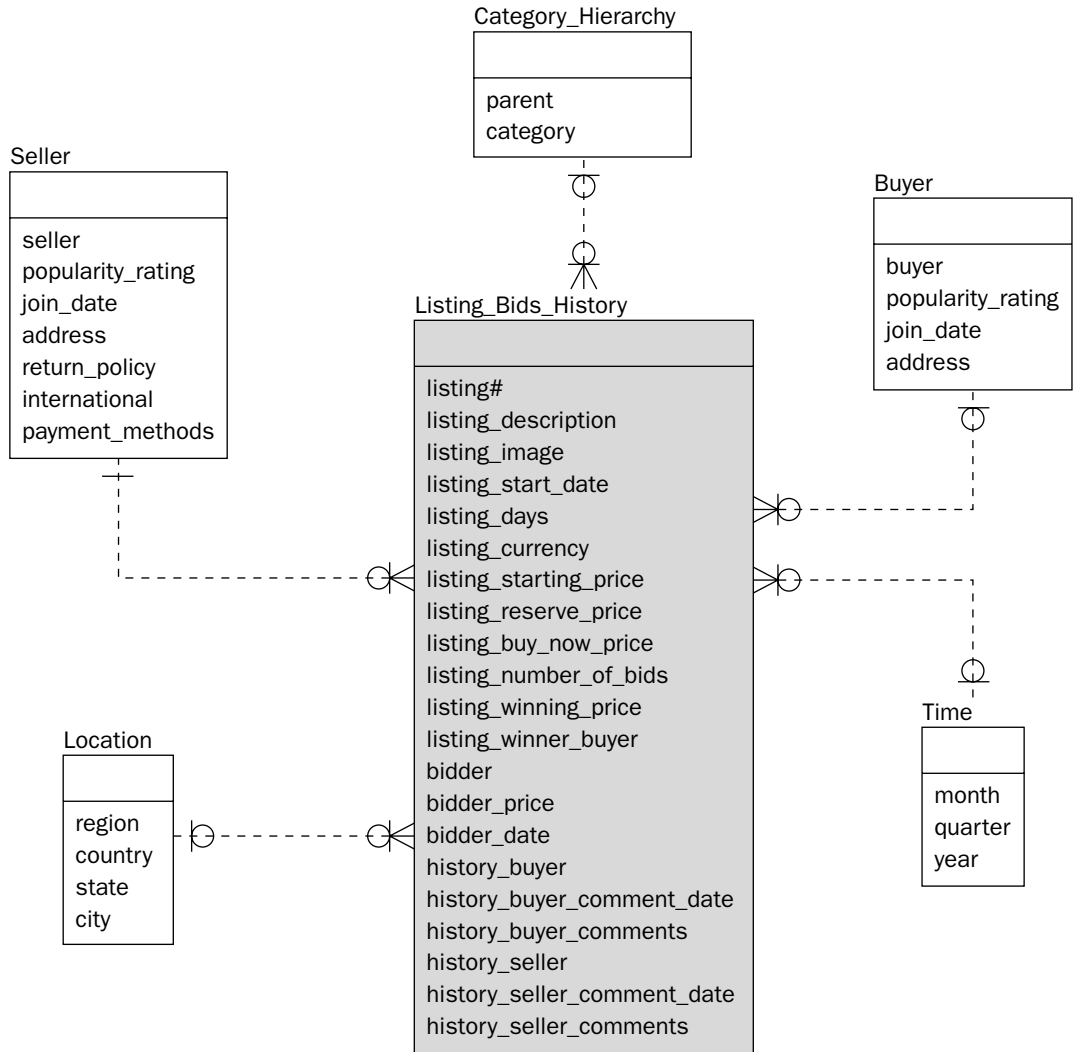 Category_Hierarchy
parent
category
Seller
seller
popularity_rating
join_date
address
return_policy
international
payment_methods
Buyer
buyer
popularity_rating
join_date
address
Listing_Bids_History
listing#
listing_description
listing_image
listing_start_date
listing_days
listing_currency
listing_starting_price
listing_reserve_price
listing_buy_now_price
listing_number_of_bids
listing_winning_price
listing_winner_buyer
bidder
bidder_price
bidder_date
history_buyer
history_buyer_comment_date
history_buyer_comments
history_seller
history_seller_comment_date
history_seller_comments
Location
region
country
state
city
Time
month
quarter
year